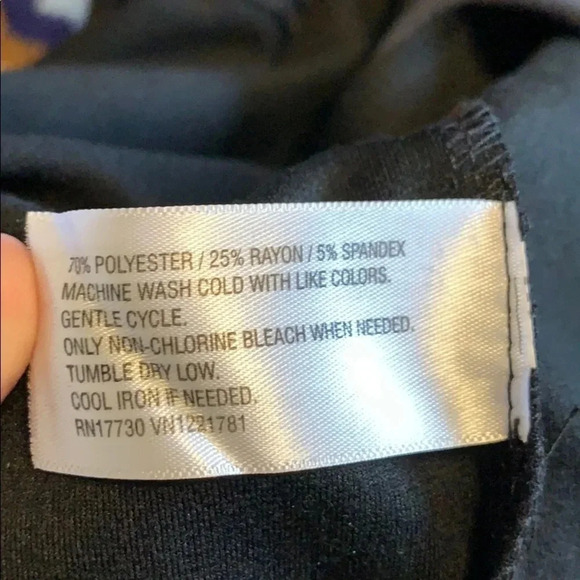 70% POLYESTER / 25% RAYON / 5% SPANDEX
MACHINE WASH COLD WITH LIKE COLORS.
GENTLE CYCLE.
ONLY NON-CHLORINE BLEACH WHEN NEEDED.
TUMBLE DRY LOW.
COOL IRON IF NEEDED.
RN17730 VN1221781